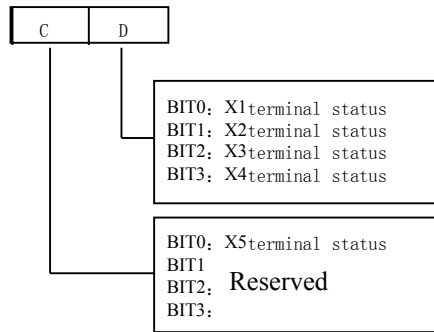 C D
BIT0：X1terminal status
BIT1：X2terminal status
BIT2：X3terminal status
BIT3：X4terminal status
BIT0：X5terminal status
BIT1
BIT2： Reserved
BIT3：